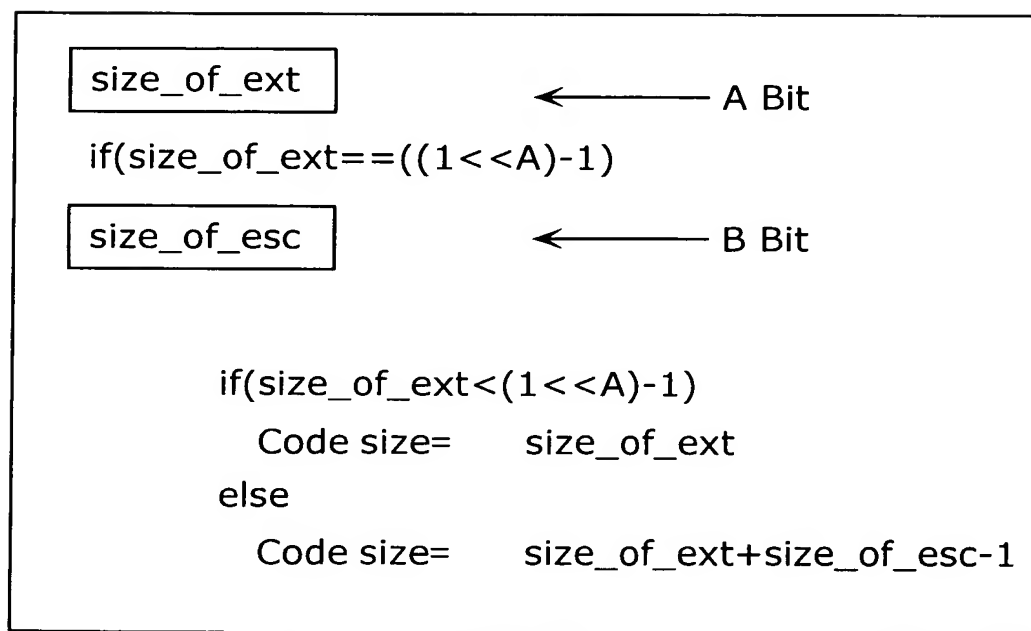 size_of_ext
A Bit
if(size_of_ext==((1<<A)-1)
size_of_esc
B Bit
if(size_of_ext<(1<<A)-1)
Code size= size_of_ext
else
Code size= size_of_ext+size_of_esc-1